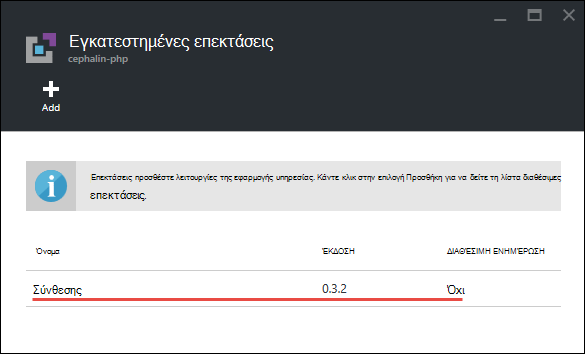 Εγκατεστημένες επεκτάσεις
cephalin-php
Add
Επεκτάσεις προσθέστε λειτουργίες της εφαρμογής υπηρεσίας. Κάντε κλικ στην επιλογή Προσθήκη για να δείτε τη λίστα διαθέσιμες
επεκτάσεις.
Όνομα ΈΚΔΟΣΗ ΔΙΑΘΈΣΙΜΗ ΕΝΗΜΈΡΩΣΗ
Σύνθεσης 0.3.2 Όχι